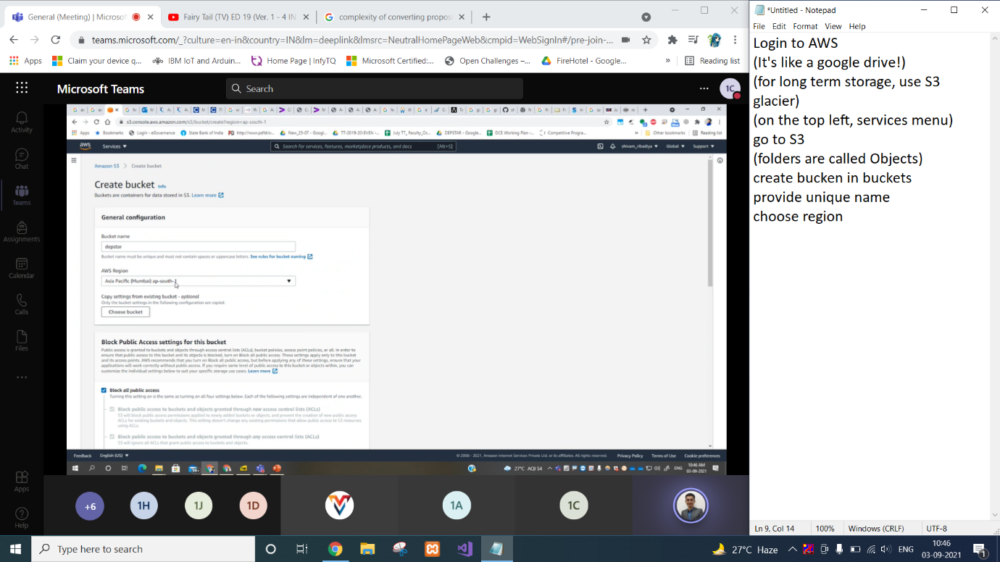 General (Meeting) | Microsof
Fairy Tail (TV) ED 19 (Ver. 1 - 4 IN
complexity of converting propos
teams.microsoft.com/_?culture=en-in&country=IN&lm=deeplink&lmsrc=NeutralHomePageWeb&cmpid=WebSignIn#/pre-join-...
Apps
Claim your device q...
IBM IoT and Arduin...
Home Page | InfyTQ
Microsoft Certified:...
Open Challenges –...
FireHotel - Google...
»
Reading list
Microsoft Teams
Search
1C
Activity
Chat
Teams
Assignments
Calendar
Calls
Files
Apps
Help
s3.console.aws.amazon.com/s3/bucket/create?region=ap-south-1
Apps
Bookmarks
Login - eGovernance
State Bank of India
http://www.pdfdriv...
New_25-07 - Googl...
TT-2019-20-EVEN -...
July TT_ Faculty_Oc...
DEPSTAR - Google...
DCE Working Plan -...
Competitive Progra...
»
Other bookmarks
Reading list
aws
Services
Search for services, features, marketplace products, and docs
[Alt+S]
shivam_ribadiya
Global
Support
Amazon S3
Create bucket
Create bucket Info
Buckets are containers for data stored in S3. Learn more
General configuration
Bucket name
depstar
Bucket name must be unique and must not contain spaces or uppercase letters. See rules for bucket naming
AWS Region
Asia Pacific (Mumbai) ap-south-1
Copy settings from existing bucket - optional
Only the bucket settings in the following configuration are copied.
Choose bucket
Block Public Access settings for this bucket
Public access is granted to buckets and objects through access control lists (ACLs), bucket policies, access point policies, or all. In order to
ensure that public access to this bucket and its objects is blocked, turn on Block all public access. These settings apply only to this bucket
and its access points. AWS recommends that you turn on Block all public access, but before applying any of these settings, ensure that your
applications will work correctly without public access. If you require some level of public access to this bucket or objects within, you can
customize the individual settings below to suit your specific storage use cases. Learn more
Block all public access
Turning this setting on is the same as turning on all four settings below. Each of the following settings are independent of one another.
Block public access to buckets and objects granted through new access control lists (ACLs)
S3 will block public access permissions applied to newly added buckets or objects, and prevent the creation of new public access
ACLs for existing buckets and objects. This setting doesn't change any existing permissions that allow public access to S3 resources
using ACLs.
Block public access to buckets and objects granted through any access control lists (ACLs)
S3 will ignore all ACLs that grant public access to buckets and objects.
Feedback
English (US)
© 2008 - 2021, Amazon Internet Services Private Ltd. or its affiliates. All rights reserved.
Privacy Policy
Terms of Use
Cookie preferences
27°C AQI 54
ENG
10:46 AM
03-09-2021
+6
1H
1J
1D
1A
1C
*Untitled - Notepad
File
Edit
Format
View
Help
Login to AWS
(It's like a google drive!)
(for long term storage, use S3
glacier)
(on the top left, services menu)
go to S3
(folders are called Objects)
create bucken in buckets
provide unique name
choose region
Ln 9, Col 14
100%
Windows (CRLF)
UTF-8
Type here to search
27°C Haze
ENG
10:46
03-09-2021
1